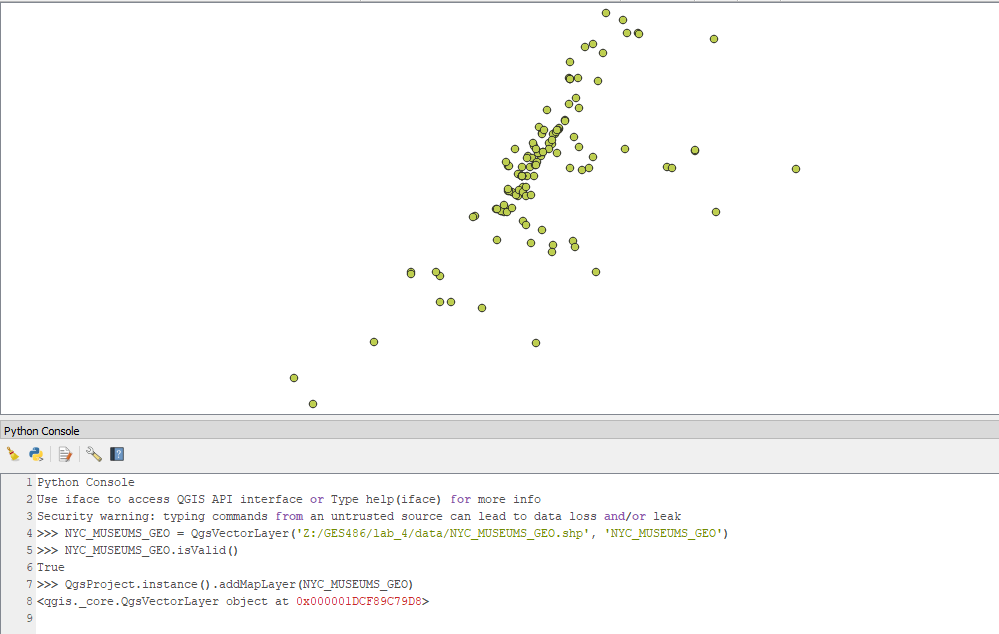 Python Console
1 Python Console
2 Use iface to access QGIS API interface or Type help(iface) for more info
3 Security warning: typing commands from an untrusted source can lead to data loss and/or leak
4 >>> NYC_MUSEUMS_GEO = QgsVectorLayer('Z:/GES486/lab_4/data/NYC_MUSEUMS_GEO.shp', 'NYC_MUSEUMS_GEO')
5 >>> NYC_MUSEUMS_GEO.isValid()
6 True
7 >>> QgsProject.instance().addMapLayer(NYC_MUSEUMS_GEO)
8 <qgis._core.QgsVectorLayer object at 0x000001DCF89C79D8>
9